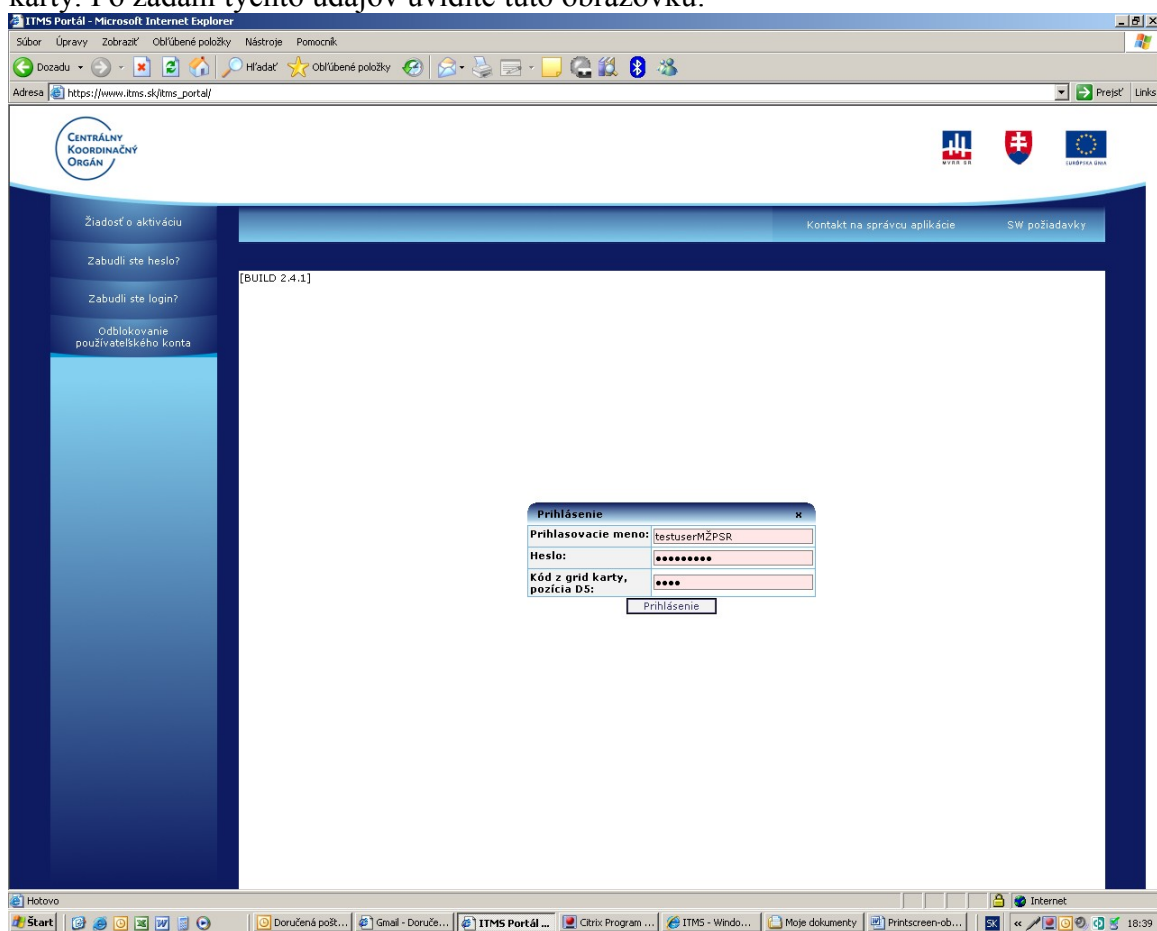 karty. Po zadaní týchto údajov uvidíte túto obrazovku:
ITMS Portál - Microsoft Internet Explorer
Súbor Úpravy Zobraziť Obľúbené položky Nástroje Pomocník
Dozadu Hľadať Obľúbené položky
Adresa https://www.itms.sk/itms_portal/ Prejsť Links
CENTRÁLNY
KOORDINAČNÝ
ORGÁN
MVRR SR
EURÓPSKA ÚNIA
Žiadosť o aktiváciu
Kontakt na správcu aplikácie SW požiadavky
Zabudli ste heslo?
[BUILD 2.4.1]
Zabudli ste login?
Odblokovanie
používateľského konta
Prihlásenie x
Prihlasovacie meno: testuserMŽPSR
Heslo: •••••••••
Kód z grid karty,
pozícia D5: ••••
Prihlásenie
Hotovo Internet
Štart Doručená pošt... Gmail - Doruče... ITMS Portál ... Citrix Program ... ITMS - Windo... Moje dokumenty Printscreen-ob... SK « 18:39